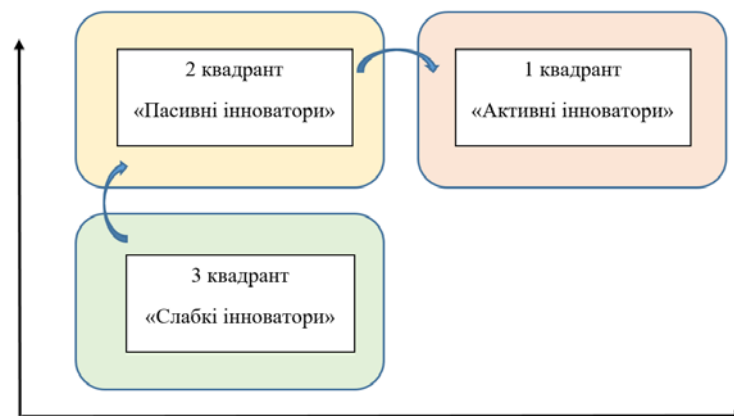 2 квадрант
«Пасивні інноватори»
1 квадрант
«Активні інноватори»
3 квадрант
«Слабкі інноватори»